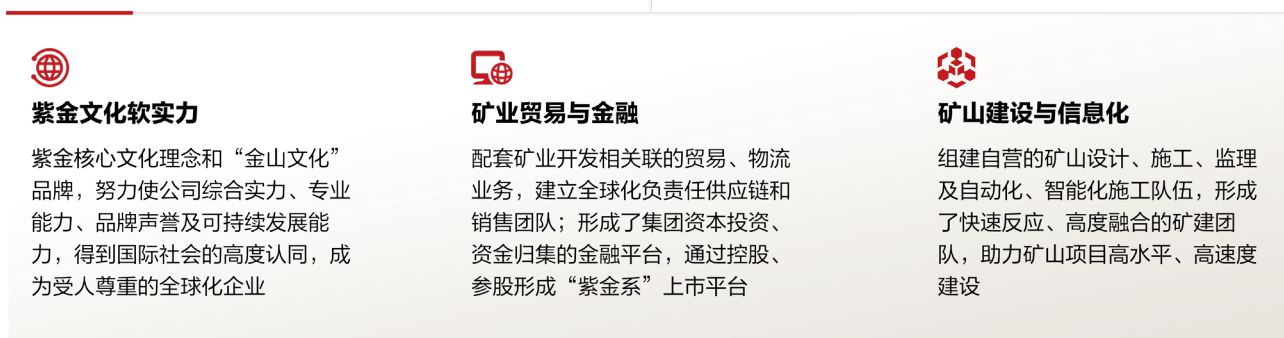 紫金文化软实力
紫金核心文化理念和“金山文化”
品牌，努力使公司综合实力、专业
能力、品牌声誉及可持续发展能
力，得到国际社会的高度认同，成
为受人尊重的全球化企业
矿业贸易与金融
配套矿业开发相关联的贸易、物流
业务，建立全球化负责任供应链和
销售团队；形成了集团资本投资、
资金归集的金融平台，通过控股、
参股形成“紫金系”上市平台
矿山建设与信息化
组建自营的矿山设计、施工、监理
及自动化、智能化施工队伍，形成
了快速反应、高度融合的矿建团
队，助力矿山项目高水平、高速度
建设